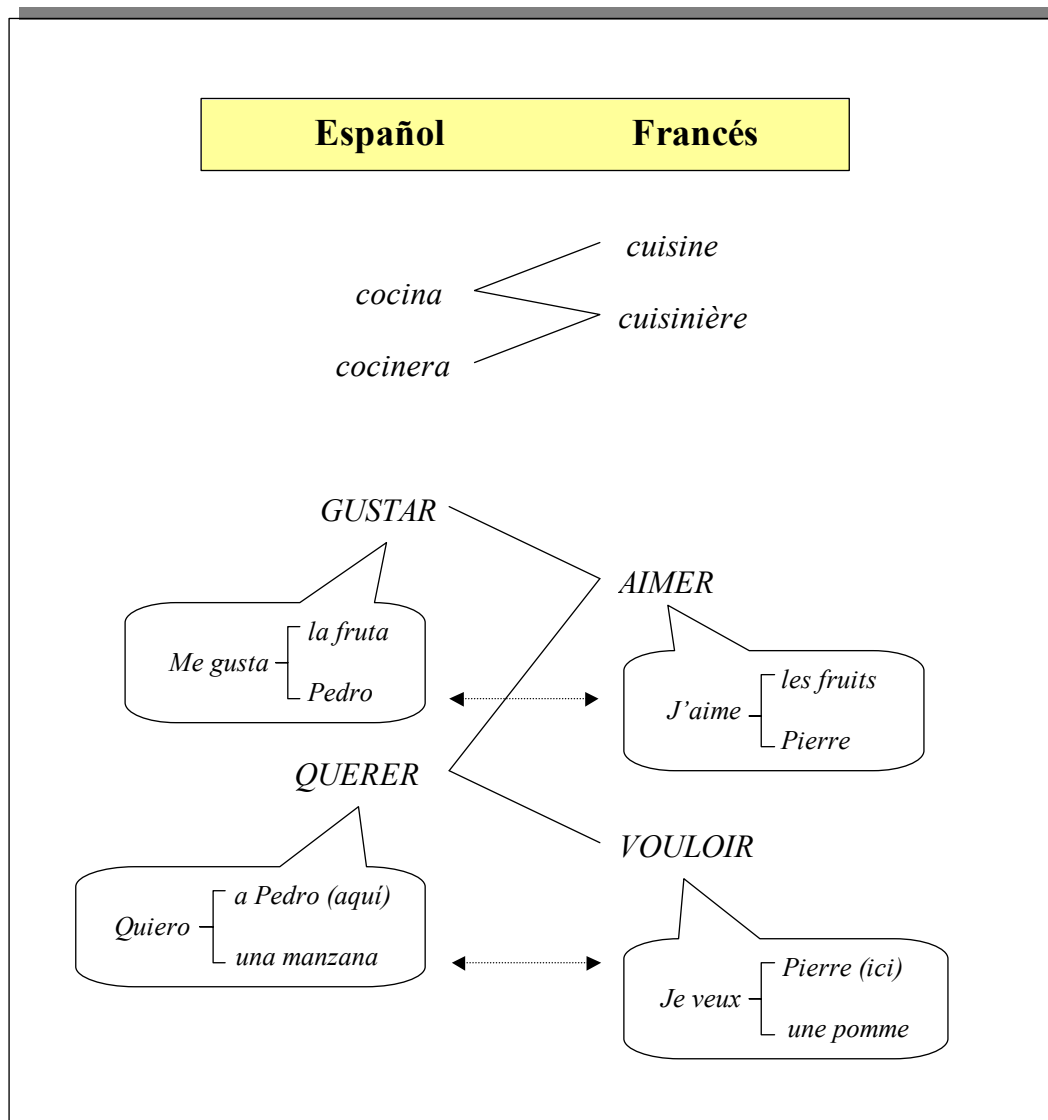 Español Francés
cuisine
cocina
cuisinière
cocinera
GUSTAR
AIMER
la fruta
Me gusta
Pedro
les fruits
J’aime
Pierre
QUERER
VOULOIR
a Pedro (aquí)
Quiero
una manzana
Pierre (ici)
Je veux
une pomme